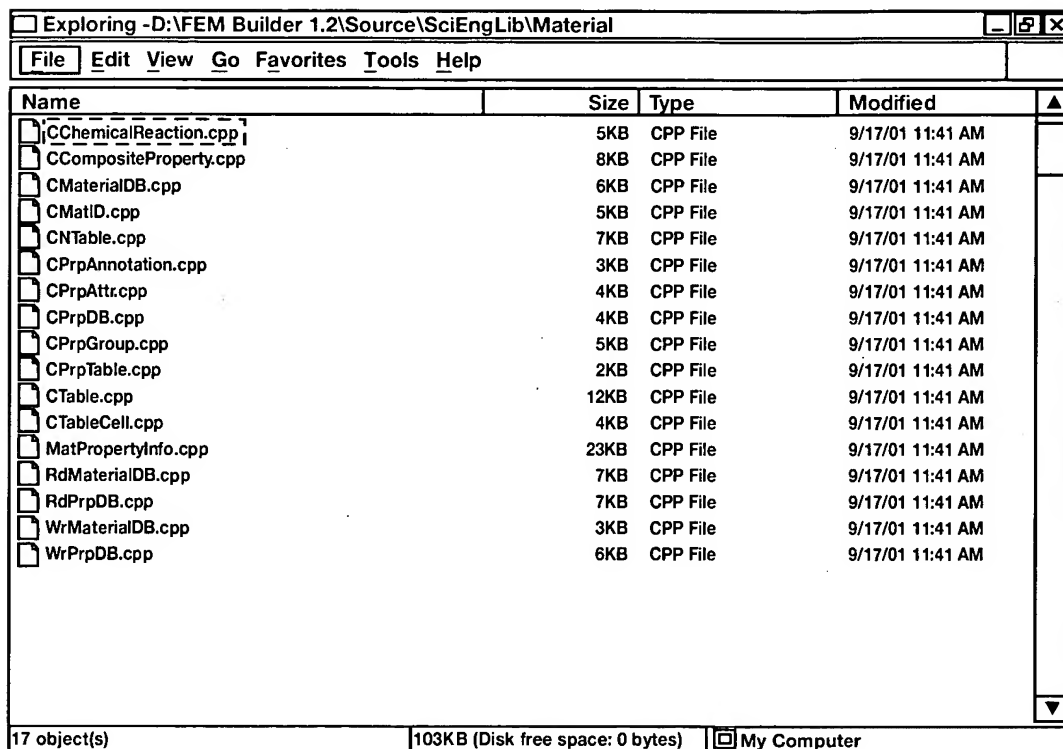 Exploring -D:\FEM Builder 1.2\Source\SciEngLib\Material
File Edit View Go Favorites Tools Help
Name Size Type Modified
CChemicalReaction.cpp 5KB CPP File 9/17/01 11:41 AM
CCompositeProperty.cpp 8KB CPP File 9/17/01 11:41 AM
CMaterialDB.cpp 6KB CPP File 9/17/01 11:41 AM
CMatID.cpp 5KB CPP File 9/17/01 11:41 AM
CNTable.cpp 7KB CPP File 9/17/01 11:41 AM
CPrpAnnotation.cpp 3KB CPP File 9/17/01 11:41 AM
CPrpAttr.cpp 4KB CPP File 9/17/01 11:41 AM
CPrpDB.cpp 4KB CPP File 9/17/01 11:41 AM
CPrpGroup.cpp 5KB CPP File 9/17/01 11:41 AM
CPrpTable.cpp 2KB CPP File 9/17/01 11:41 AM
CTable.cpp 12KB CPP File 9/17/01 11:41 AM
CTableCell.cpp 4KB CPP File 9/17/01 11:41 AM
MatPropertyInfo.cpp 23KB CPP File 9/17/01 11:41 AM
RdMaterialDB.cpp 7KB CPP File 9/17/01 11:41 AM
RdPrpDB.cpp 7KB CPP File 9/17/01 11:41 AM
WrMaterialDB.cpp 3KB CPP File 9/17/01 11:41 AM
WrPrpDB.cpp 6KB CPP File 9/17/01 11:41 AM
17 object(s) 103KB (Disk free space: 0 bytes) My Computer